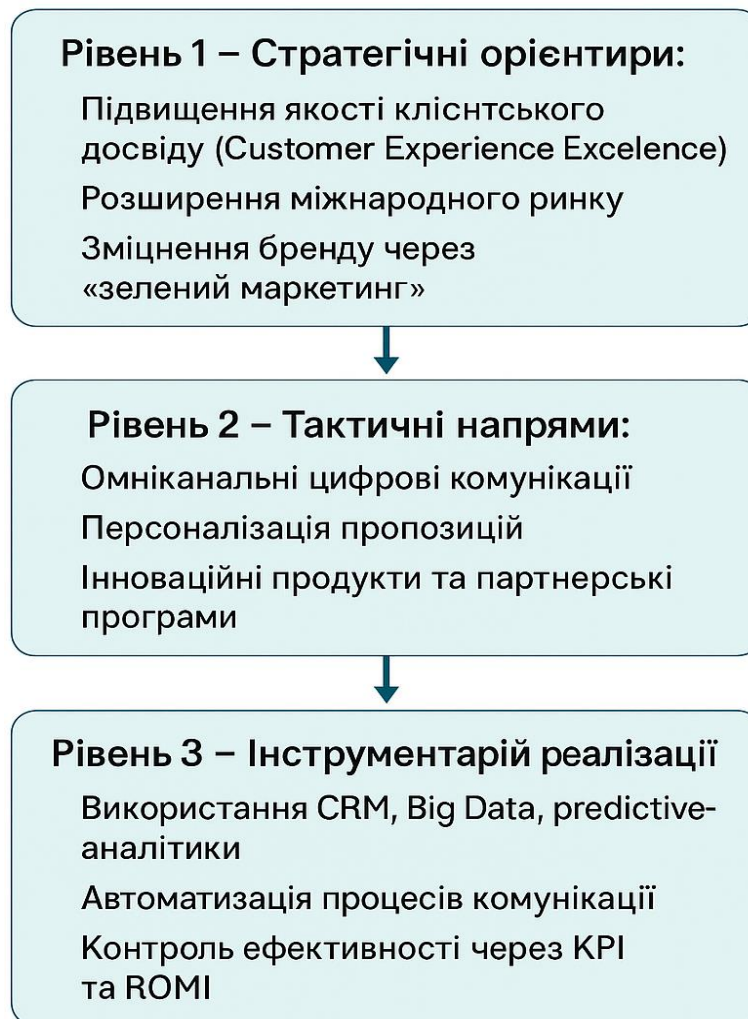 Рівень 1 – Стратегічні орієнтири:
Підвищення якості клієнтського
досвіду (Customer Experience Excelence)
Розширення міжнародного ринку
Зміцнення бренду через
«зелений маркетинг»
Рівень 2 – Тактичні напрями:
Омніканальні цифрові комунікації
Персоналізація пропозицій
Інноваційні продукти та партнерські
програми
Рівень 3 – Інструментарій реалізації
Використання CRM, Big Data, predictive-
аналітики
Автоматизація процесів комунікації
Контроль ефективності через KPI
та ROMI